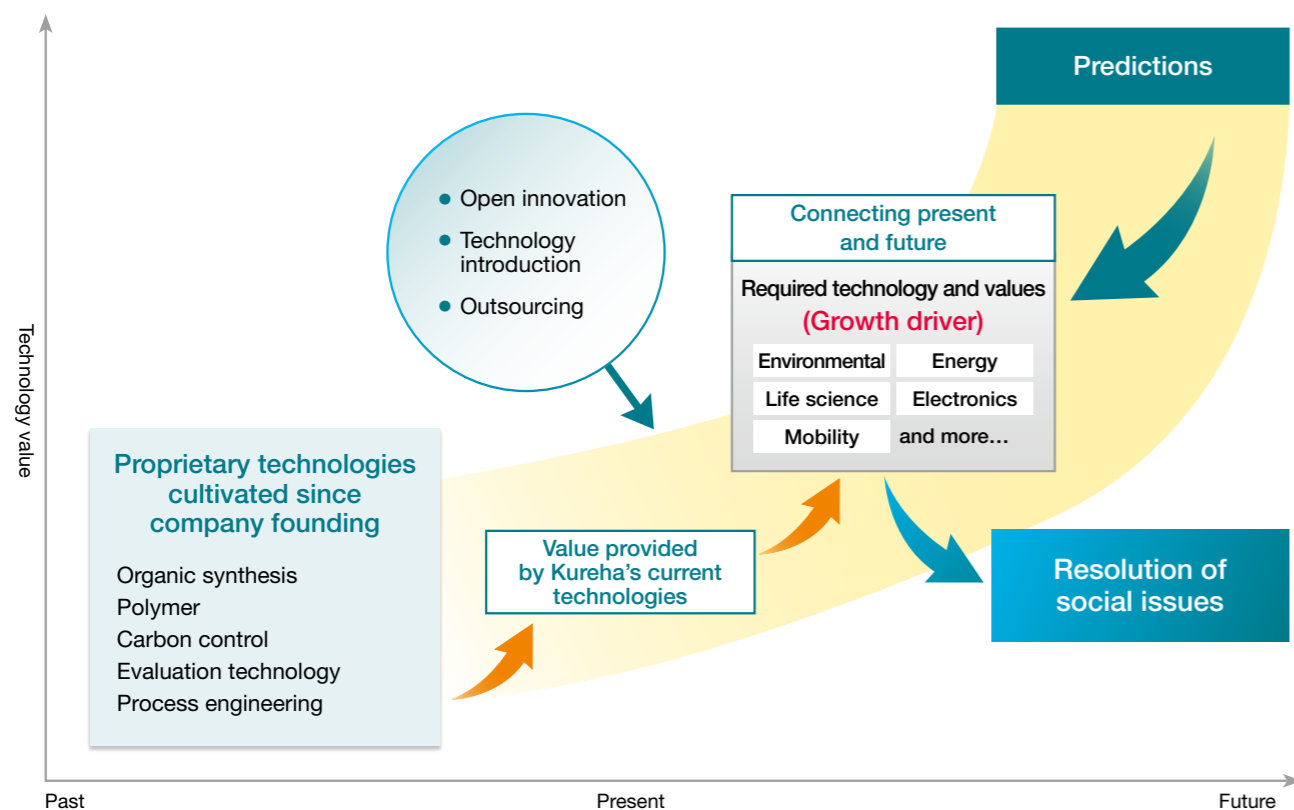 Predictions
Open innovation
Technology
introduction
Outsourcing
Connecting present
and future
Required technology and values
(Growth driver)
Environmental
Energy
Life science
Electronics
Mobility
and more…
Technology value
Proprietary technologies
cultivated since
company founding
Organic synthesis
Polymer
Carbon control
Evaluation technology
Process engineering
Value provided
by Kureha's current
technologies
Resolution of
social issues
Past
Present
Future